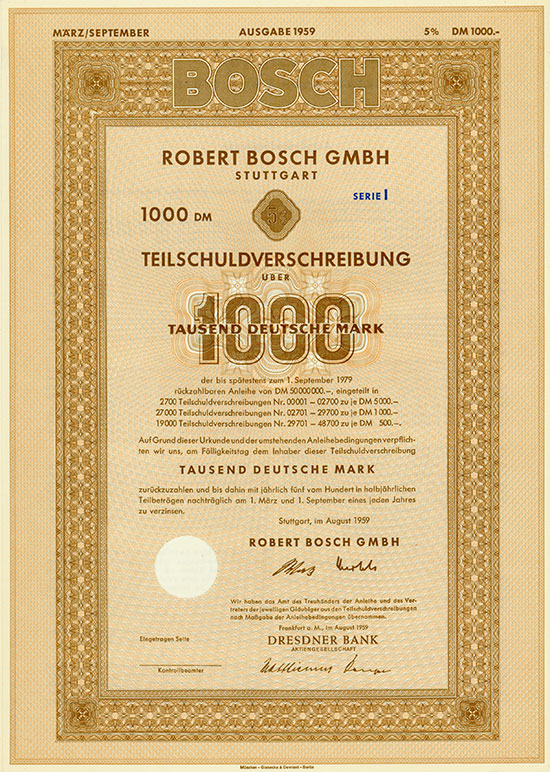 MÄRZ/SEPTEMBER AUSGABE 1959 5% DM 1000.-
BOSCH
ROBERT BOSCH GMBH
STUTTGART
SERIE I
1000 DM
5%
TEILSCHULDVERSCHREIBUNG
ÜBER
1000
TAUSEND DEUTSCHE MARK
der bis spätestens zum 1. September 1979
rückzahlbaren Anleihe von DM 50000000.–, eingeteilt in
2700 Teilschuldverschreibungen Nr. 00001 – 02700 zu je DM 5000.–
27000 Teilschuldverschreibungen Nr. 02701 – 29700 zu je DM 1000.–
19000 Teilschuldverschreibungen Nr. 29701 – 48700 zu je DM 500.–
Auf Grund dieser Urkunde und der umstehenden Anleihebedingungen verpflich-
ten wir uns, am Fälligkeitstag dem Inhaber dieser Teilschuldverschreibung
TAUSEND DEUTSCHE MARK
zurückzuzahlen und bis dahin mit jährlich fünf vom Hundert in halbjährlichen
Teilbeträgen nachträglich am 1. März und 1. September eines jeden Jahres
zu verzinsen.
Stuttgart, im August 1959
ROBERT BOSCH GMBH
Wir haben das Amt des Treuhänders der Anleihe und des Ver-
treters der jeweiligen Gläubiger aus den Teilschuldverschreibungen
nach Maßgabe der Anleihebedingungen übernommen.
Frankfurt a. M., im August 1959
Eingetragen Seite
DRESDNER BANK
AKTIENGESELLSCHAFT
Kontrollbeamter
München – Giesecke & Devrient – Berlin